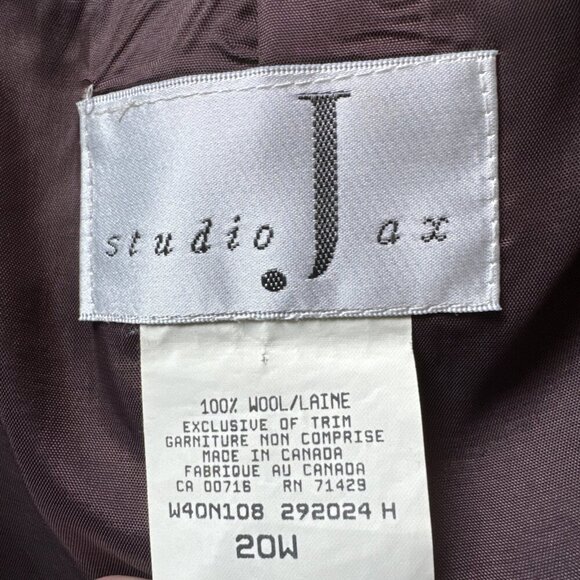 studio Jax
100% WOOL/LAINE
EXCLUSIVE OF TRIM
GARNITURE NON COMPRISE
MADE IN CANADA
FABRIQUE AU CANADA
CA 00716 RN 71429
W40N108 292024 H
20W